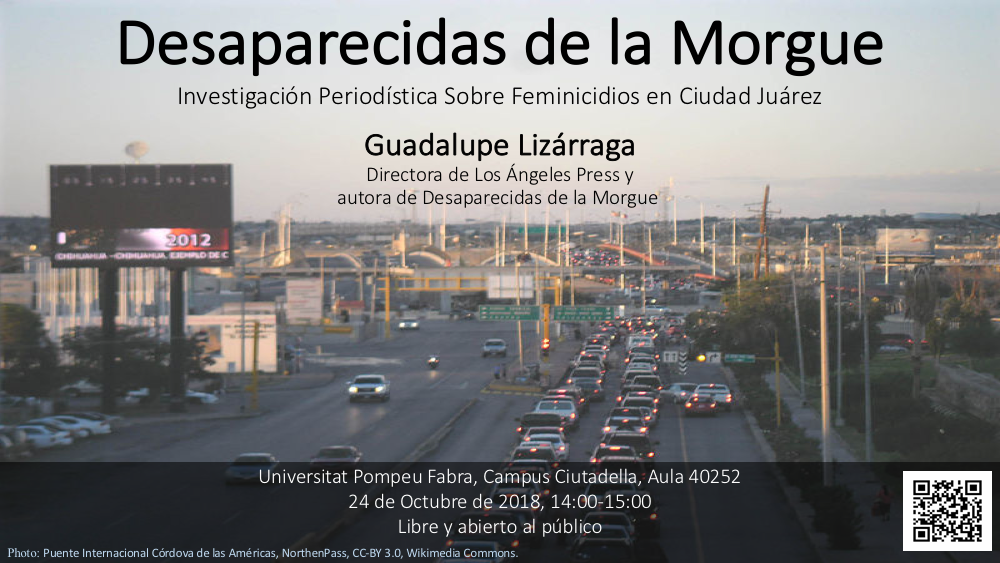 Desaparecidas de la Morgue
Investigación Periodística Sobre Feminicidios en Ciudad Juárez
Guadalupe Lizárraga
Directora de Los Ángeles Press y
autora de Desaparecidas de la Morgue
2012
CHIHUAHUA - CHIHUAHUA, EJEMPLO DE C
Universitat Pompeu Fabra, Campus Ciutadella, Aula 40252
24 de Octubre de 2018, 14:00-15:00
Libre y abierto al público
Photo: Puente Internacional Córdova de las Américas, NorthenPass, CC-BY 3.0, Wikimedia Commons.